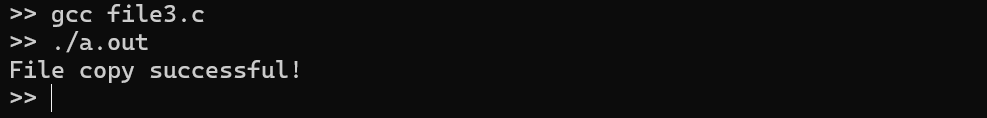 >> gcc file3.c
>> ./a.out
File copy successful!
>>